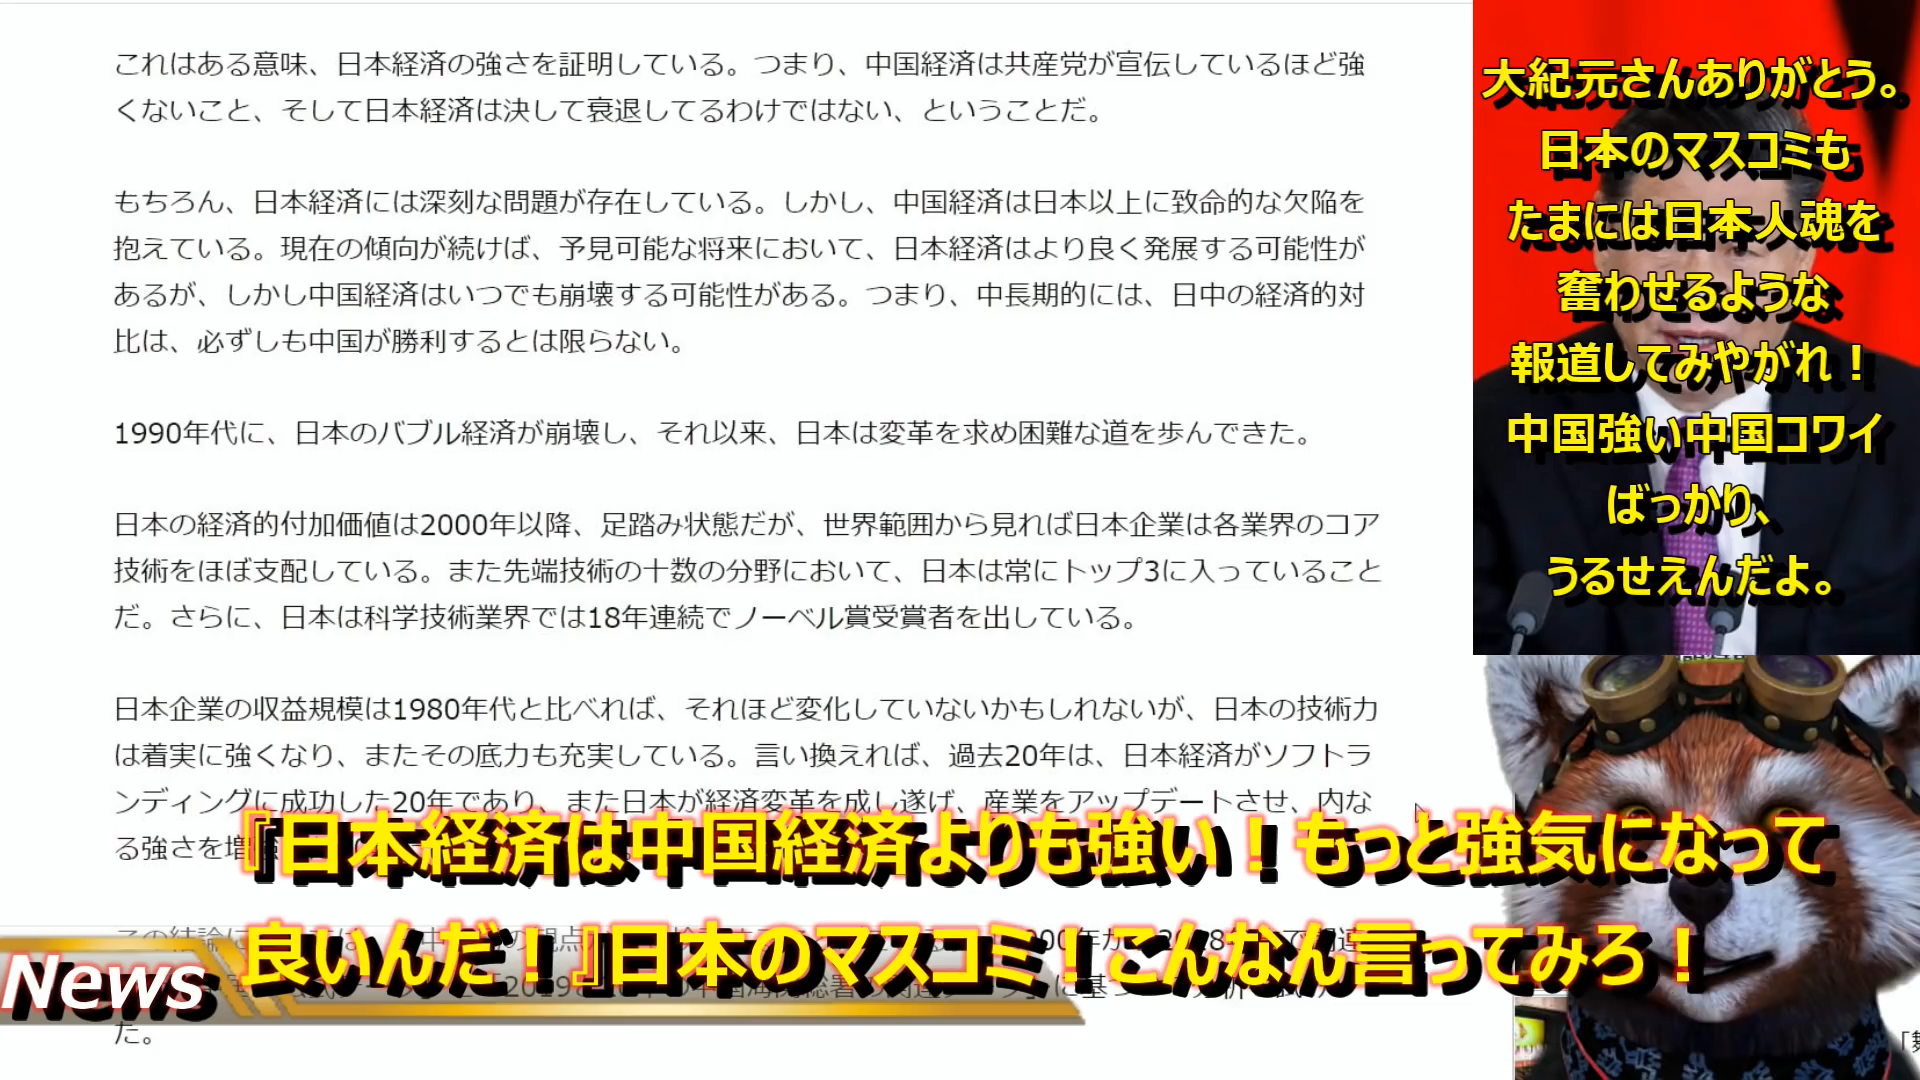 これはある意味、日本経済の強さを証明している。つまり、中国経済は共産党が宣伝しているほど強
くないこと、そして日本経済は決して衰退してるわけではない、ということだ。
もちろん、日本経済には深刻な問題が存在している。しかし、中国経済は日本以上に致命的な欠陥を
抱えている。現在の傾向が続けば、予見可能な将来において、日本経済はより良く発展する可能性が
あるが、しかし中国経済はいつでも崩壊する可能性がある。つまり、中長期的には、日中の経済的対
比は、必ずしも中国が勝利するとは限らない。
1990年代に、日本のバブル経済が崩壊し、それ以来、日本は変革を求め困難な道を歩んできた。
日本の経済的付加価値は2000年以降、足踏み状態だが、世界範囲から見れば日本企業は各業界のコア
技術をほぼ支配している。また先端技術の十数の分野において、日本は常にトップ3に入っていること
だ。さらに、日本は科学技術業界では18年連続でノーベル賞受賞者を出している。
日本企業の収益規模は1980年代と比べれば、それほど変化していないかもしれないが、日本の技術力
は着実に強くなり、またその底力も充実している。言い換えれば、過去20年は、日本経済がソフトラ
ンディングに成功した20年であり、また日本が経済変革を成し遂げ、産業をアップデートさせ、内な
る強さを増
た。
大紀元さんありがとう。
日本のマスコミも
たまには日本人魂を
奮わせるような
報道してみやがれ！
中国強い中国コワイ
ばっかり、
うるせえんだよ。
『日本経済は中国経済よりも強い！もっと強気になって
良いんだ！』日本のマスコミ！こんなん言ってみろ！
News